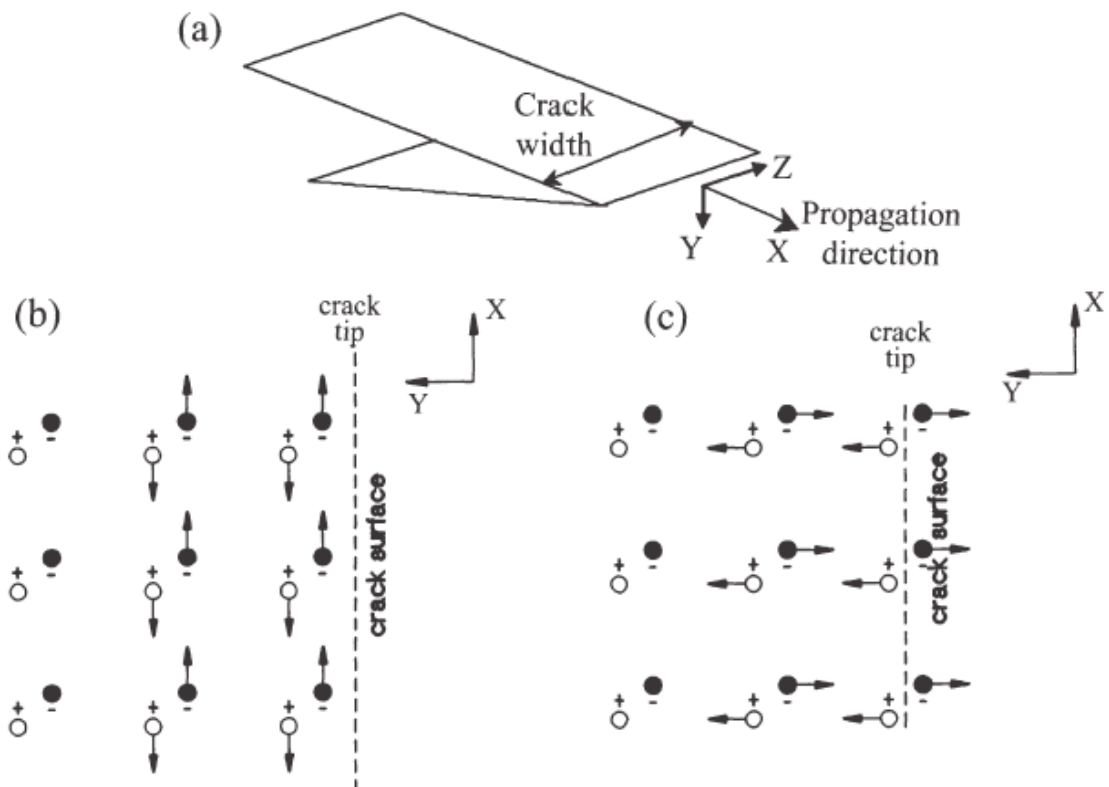 (a)
Crack
width
Z
Y
X
Propagation
direction
(b)
crack
tip
X
Y
+ - + - + -
+ - + - + -
+ - + - + -
crack surface
(c)
crack
tip
X
Y
+ - + - + -
+ - + - + -
+ - + - + -
crack surface